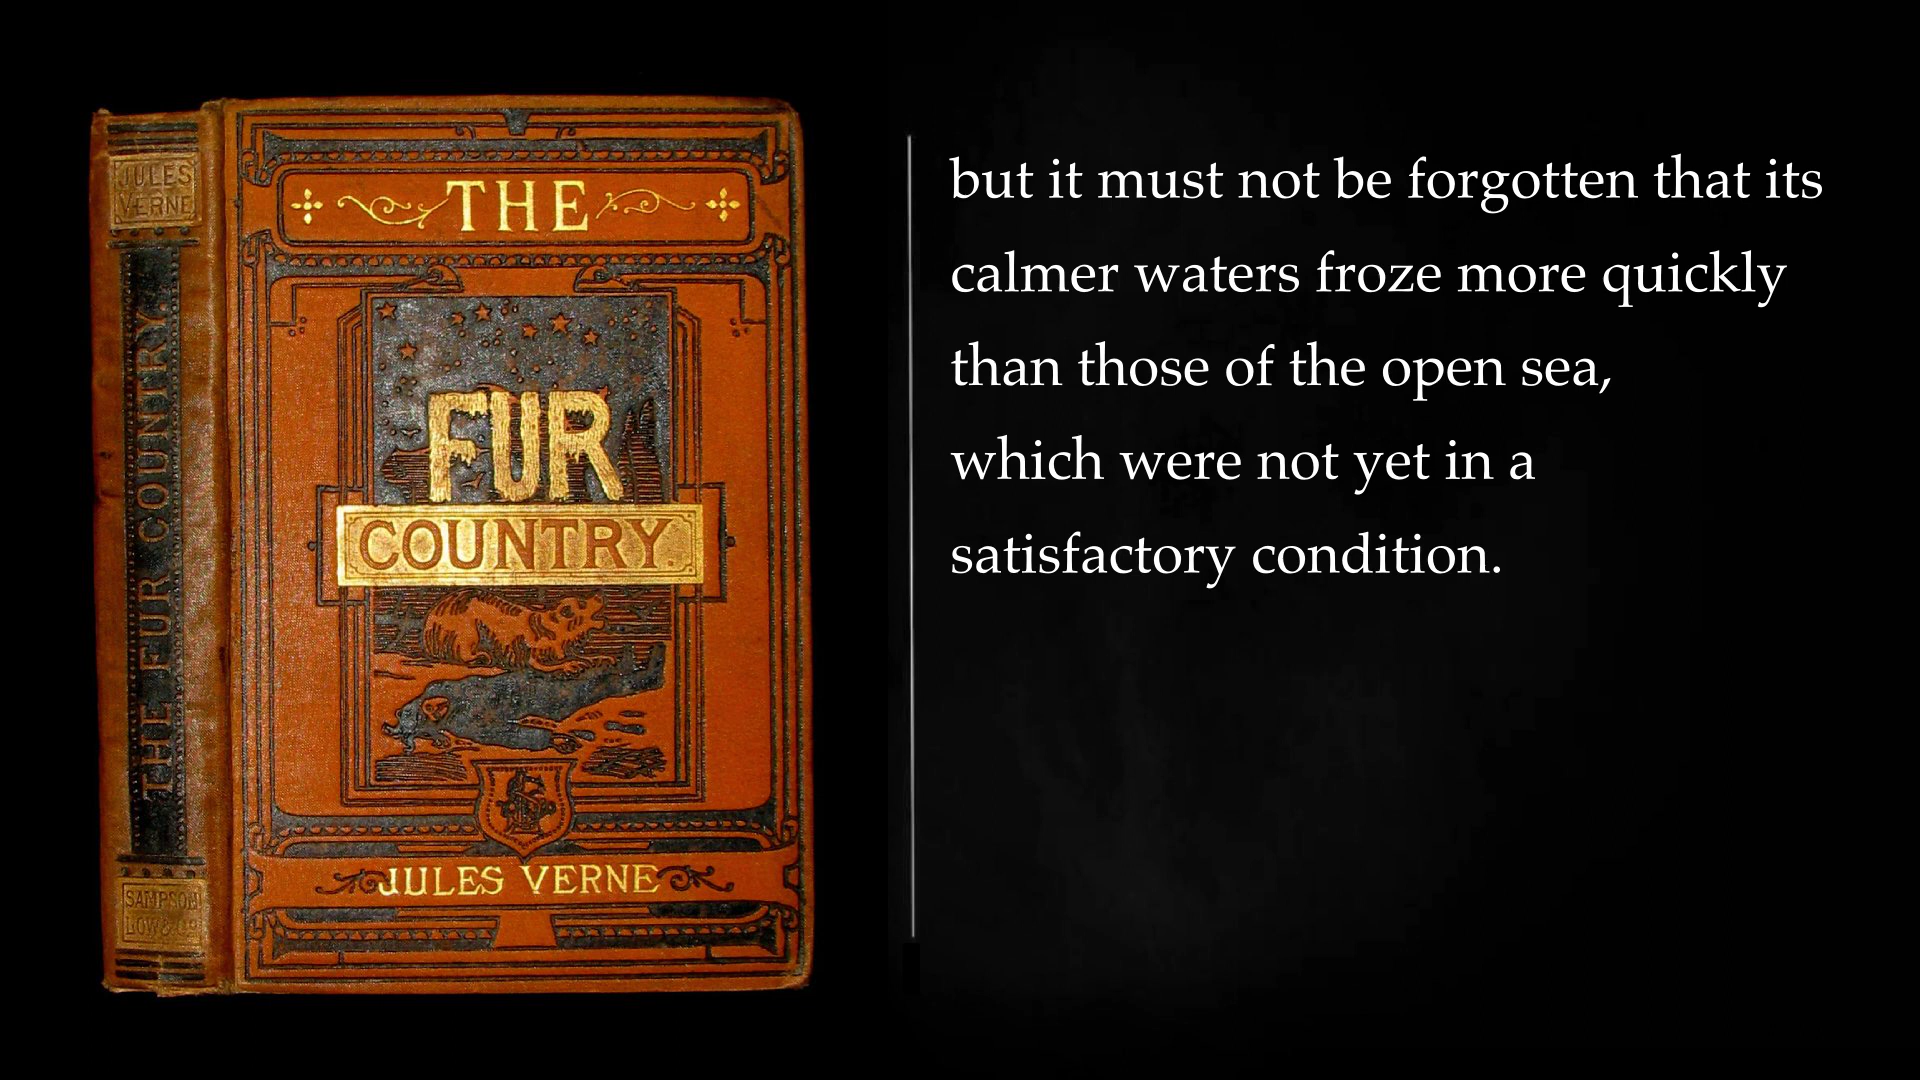 JULES
VERNE
THE FUR COUNTRY.
SAMPSON
LOW & Co
THE
FUR
COUNTRY.
JULES VERNE
but it must not be forgotten that its
calmer waters froze more quickly
than those of the open sea,
which were not yet in a
satisfactory condition.